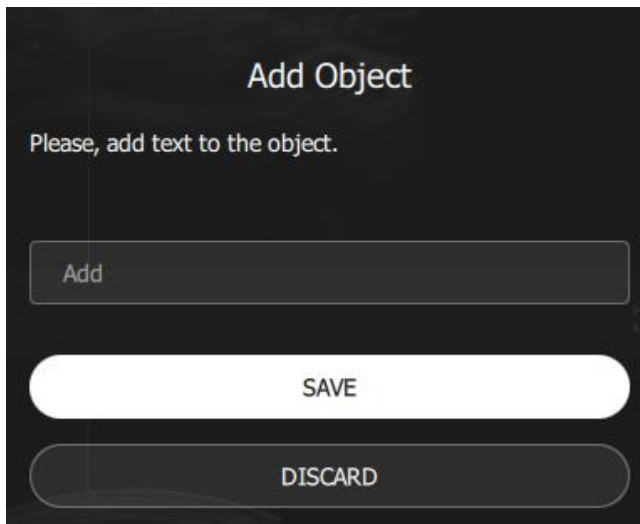 Add Object
Please, add text to the object.
Add
SAVE
DISCARD